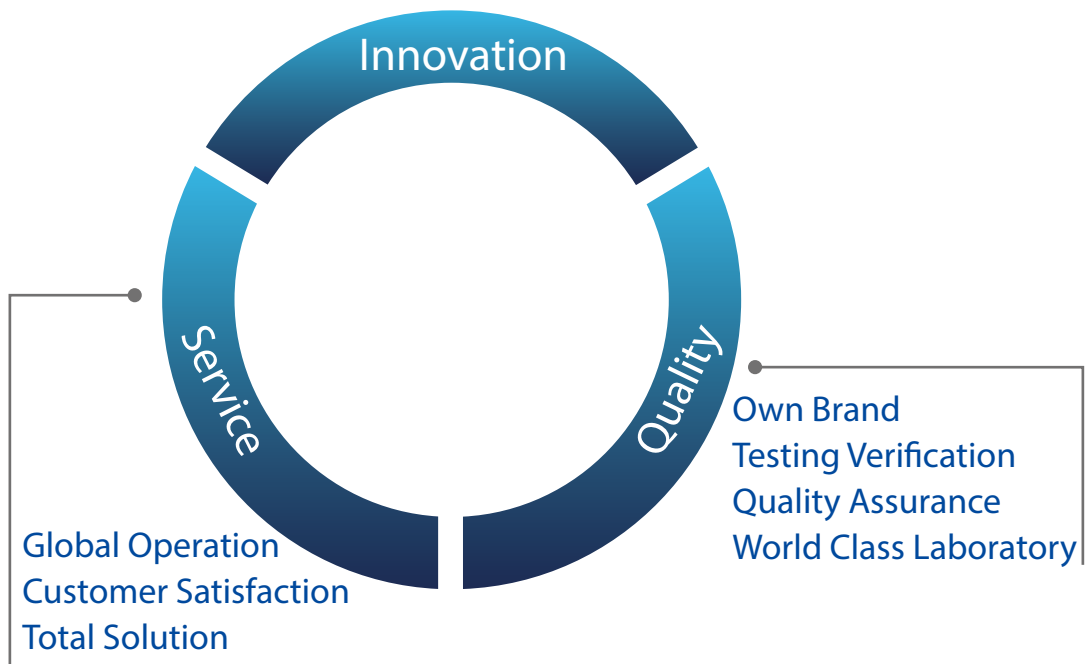 Innovation
Service
Quality
Own Brand
Testing Verification
Quality Assurance
World Class Laboratory
Global Operation
Customer Satisfaction
Total Solution